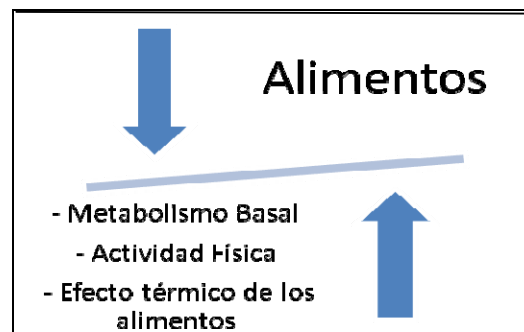 Alimentos
- Metabolismo Basal
- Actividad Física
- Efecto térmico de los
alimentos